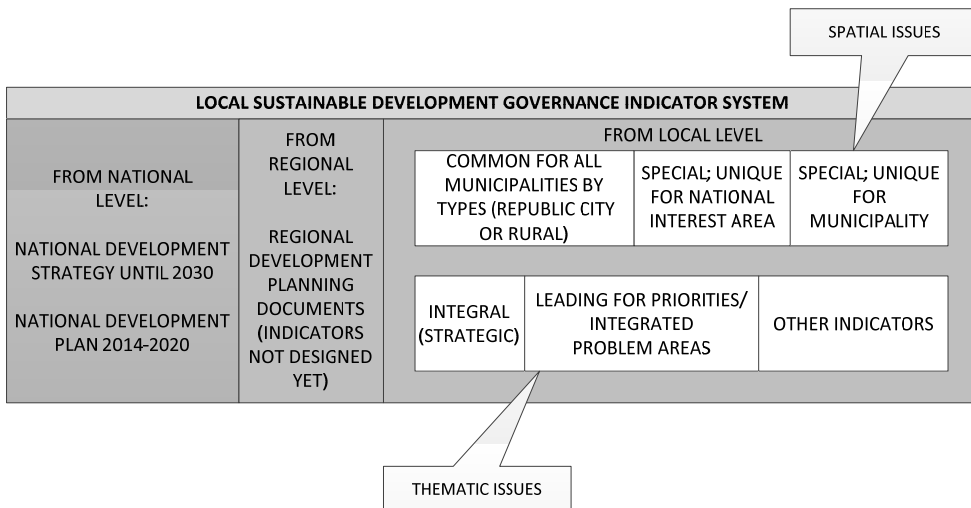 SPATIAL ISSUES
LOCAL SUSTAINABLE DEVELOPMENT GOVERNANCE INDICATOR SYSTEM
FROM NATIONAL
LEVEL:
NATIONAL DEVELOPMENT
STRATEGY UNTIL 2030
NATIONAL DEVELOPMENT
PLAN 2014-2020
FROM
REGIONAL
LEVEL:
REGIONAL
DEVELOPMENT
PLANNING
DOCUMENTS
(INDICATORS
NOT DESIGNED
YET)
FROM LOCAL LEVEL
COMMON FOR ALL
MUNICIPALITIES BY
TYPES (REPUBLIC CITY
OR RURAL)
SPECIAL; UNIQUE
FOR NATIONAL
INTEREST AREA
SPECIAL; UNIQUE
FOR
MUNICIPALITY
INTEGRAL
(STRATEGIC)
LEADING FOR PRIORITIES/
INTEGRATED
PROBLEM AREAS
OTHER INDICATORS
THEMATIC ISSUES